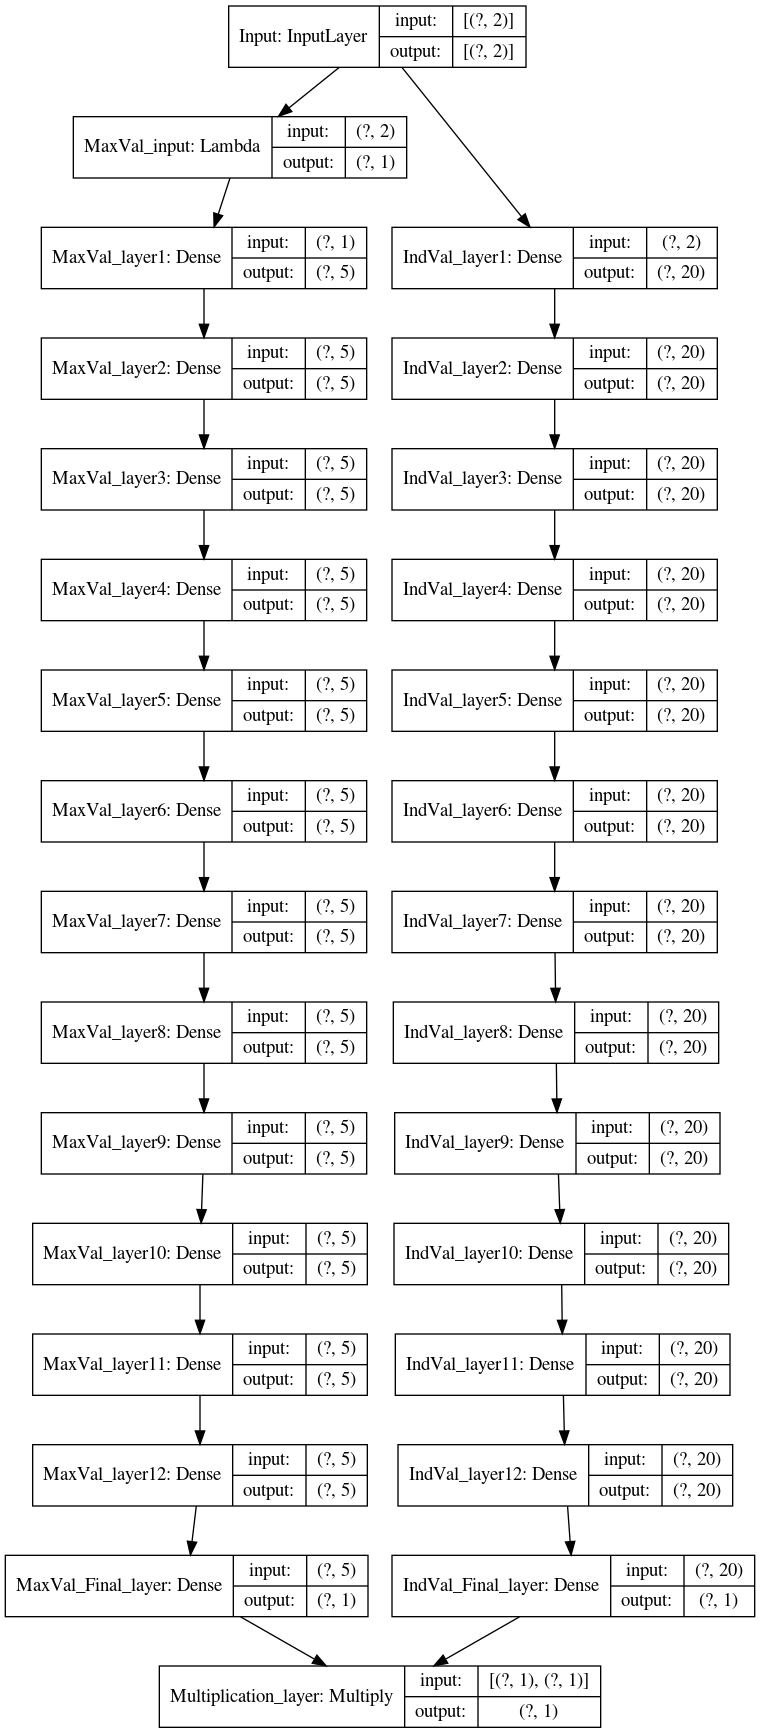 Input: InputLayer input: [(?, 2)]
output: [(?, 2)]
MaxVal_input: Lambda input: (?, 2)
output: (?, 1)
MaxVal_layer1: Dense input: (?, 1)
output: (?, 5)
IndVal_layer1: Dense input: (?, 2)
output: (?, 20)
MaxVal_layer2: Dense input: (?, 5)
output: (?, 5)
IndVal_layer2: Dense input: (?, 20)
output: (?, 20)
MaxVal_layer3: Dense input: (?, 5)
output: (?, 5)
IndVal_layer3: Dense input: (?, 20)
output: (?, 20)
MaxVal_layer4: Dense input: (?, 5)
output: (?, 5)
IndVal_layer4: Dense input: (?, 20)
output: (?, 20)
MaxVal_layer5: Dense input: (?, 5)
output: (?, 5)
IndVal_layer5: Dense input: (?, 20)
output: (?, 20)
MaxVal_layer6: Dense input: (?, 5)
output: (?, 5)
IndVal_layer6: Dense input: (?, 20)
output: (?, 20)
MaxVal_layer7: Dense input: (?, 5)
output: (?, 5)
IndVal_layer7: Dense input: (?, 20)
output: (?, 20)
MaxVal_layer8: Dense input: (?, 5)
output: (?, 5)
IndVal_layer8: Dense input: (?, 20)
output: (?, 20)
MaxVal_layer9: Dense input: (?, 5)
output: (?, 5)
IndVal_layer9: Dense input: (?, 20)
output: (?, 20)
MaxVal_layer10: Dense input: (?, 5)
output: (?, 5)
IndVal_layer10: Dense input: (?, 20)
output: (?, 20)
MaxVal_layer11: Dense input: (?, 5)
output: (?, 5)
IndVal_layer11: Dense input: (?, 20)
output: (?, 20)
MaxVal_layer12: Dense input: (?, 5)
output: (?, 5)
IndVal_layer12: Dense input: (?, 20)
output: (?, 20)
MaxVal_Final_layer: Dense input: (?, 5)
output: (?, 1)
IndVal_Final_layer: Dense input: (?, 20)
output: (?, 1)
Multiplication_layer: Multiply input: [(?, 1), (?, 1)]
output: (?, 1)